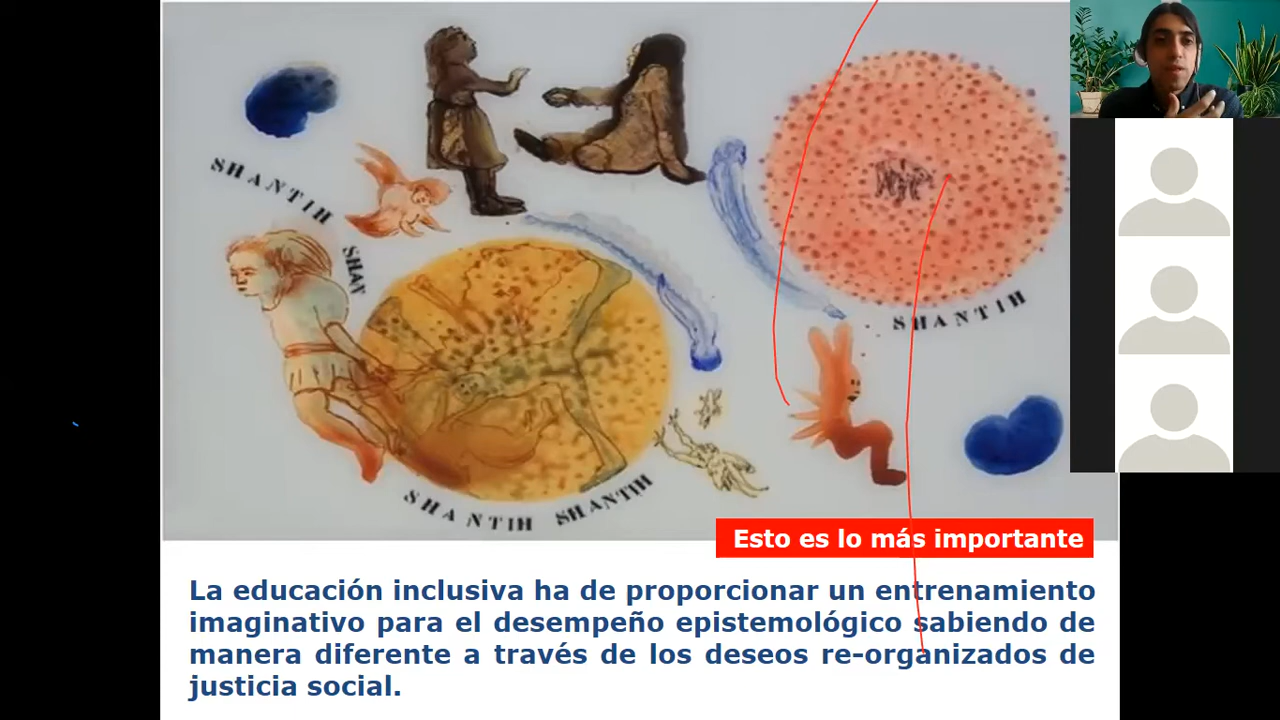 SHANTIH
SHAN
SHANTIH
SHANTIH SHANTIH
Esto es lo más importante
La educación inclusiva ha de proporcionar un entrenamiento
imaginativo para el desempeño epistemológico sabiendo de
manera diferente a través de los deseos re-organizados de
justicia social.